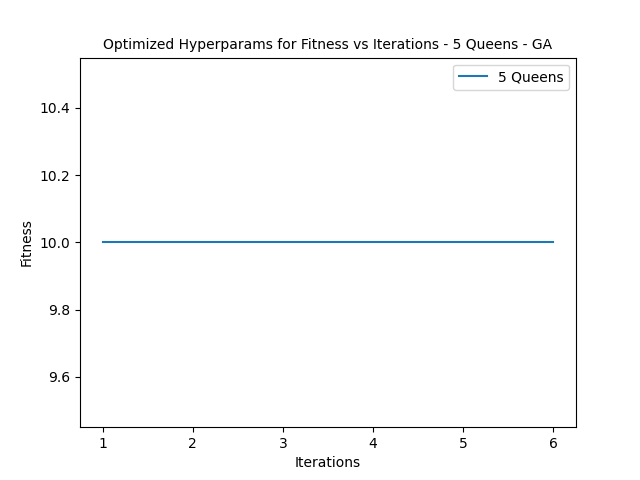 Optimized Hyperparams for Fitness vs Iterations - 5 Queens - GA
5 Queens
10.4
10.2
10.0
9.8
9.6
Fitness
1 2 3 4 5 6
Iterations